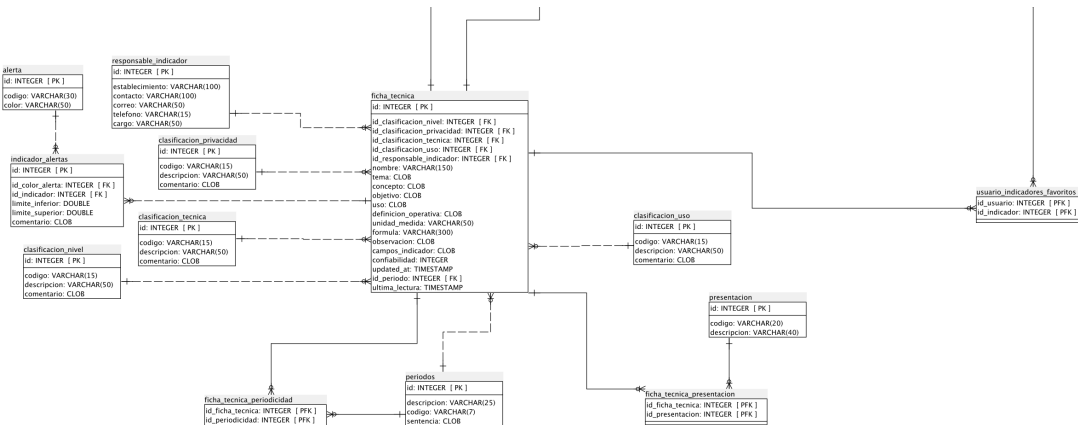 alerta
id: INTEGER [ PK ]
codigo: VARCHAR(30)
color: VARCHAR(50)
responsable_indicador
id: INTEGER [ PK ]
establecimiento: VARCHAR(100)
contacto: VARCHAR(100)
correo: VARCHAR(50)
telefono: VARCHAR(15)
cargo: VARCHAR(50)
ficha_tecnica
id: INTEGER [ PK ]
id_clasificacion_nivel: INTEGER [ FK ]
id_clasificacion_privacidad: INTEGER [ FK ]
id_clasificacion_tecnica: INTEGER [ FK ]
id_clasificacion_uso: INTEGER [ FK ]
id_responsable_indicador: INTEGER [ FK ]
nombre: VARCHAR(150)
tema: CLOB
concepto: CLOB
objetivo: CLOB
uso: CLOB
definicion_operativa: CLOB
unidad_medida: VARCHAR(50)
formula: VARCHAR(300)
observacion: CLOB
campos_indicador: CLOB
confiabilidad: INTEGER
updated_at: TIMESTAMP
id_periodo: INTEGER [ FK ]
ultima_lectura: TIMESTAMP
clasificacion_privacidad
id: INTEGER [ PK ]
codigo: VARCHAR(15)
descripcion: VARCHAR(50)
comentario: CLOB
indicador_alertas
id: INTEGER [ PK ]
id_color_alerta: INTEGER [ FK ]
id_indicador: INTEGER [ FK ]
limite_inferior: DOUBLE
limite_superior: DOUBLE
comentario: CLOB
usuario_indicadores_favoritos
id_usuario: INTEGER [ PFK ]
id_indicador: INTEGER [ PFK ]
clasificacion_tecnica
id: INTEGER [ PK ]
codigo: VARCHAR(15)
descripcion: VARCHAR(50)
comentario: CLOB
clasificacion_uso
id: INTEGER [ PK ]
codigo: VARCHAR(15)
descripcion: VARCHAR(50)
comentario: CLOB
clasificacion_nivel
id: INTEGER [ PK ]
codigo: VARCHAR(15)
descripcion: VARCHAR(50)
comentario: CLOB
presentacion
id: INTEGER [ PK ]
codigo: VARCHAR(20)
descripcion: VARCHAR(40)
periodos
id: INTEGER [ PK ]
descripcion: VARCHAR(25)
codigo: VARCHAR(7)
sentencia: CLOB
ficha_tecnica_periodicidad
id_ficha_tecnica: INTEGER [ PFK ]
id_periodicidad: INTEGER [ PFK ]
ficha_tecnica_presentacion
id_ficha_tecnica: INTEGER [ PFK ]
id_presentacion: INTEGER [ PFK ]